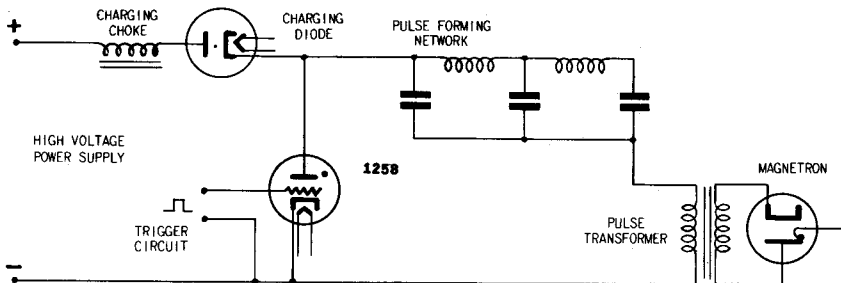 CHARGING
CHOKE
CHARGING
DIODE
PULSE FORMING
NETWORK
+
HIGH VOLTAGE
POWER SUPPLY
1258
MAGNETRON
TRIGGER
CIRCUIT
PULSE
TRANSFORMER
−